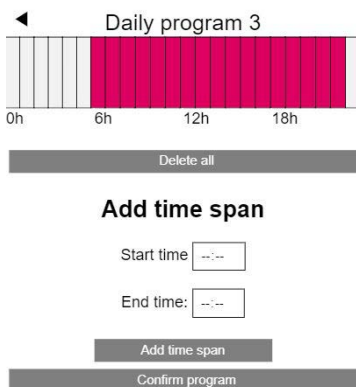 Daily program 3
0h 6h 12h 18h
Delete all
Add time span
Start time --:--
End time: --:--
Add time span
Confirm program